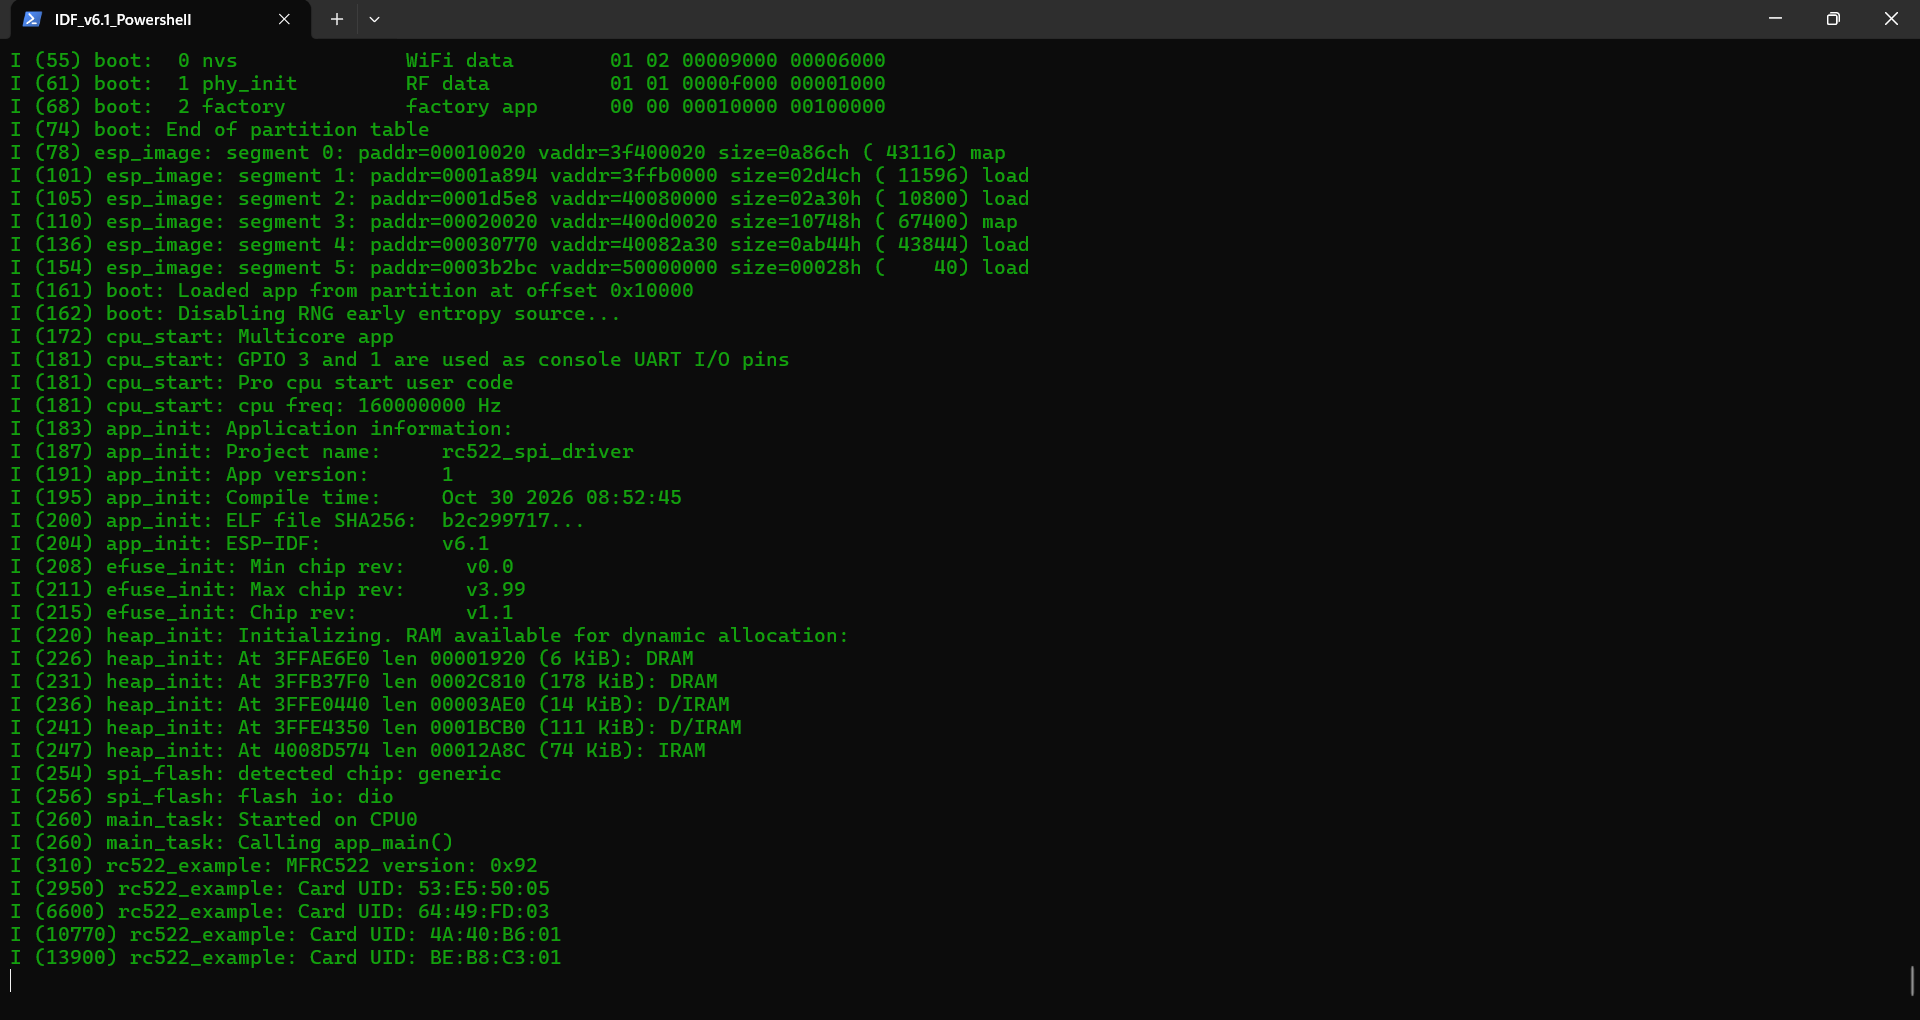 IDF_v6.1_Powershell
I (55) boot:  0 nvs              WiFi data        01 02 00009000 00006000
I (61) boot:  1 phy_init         RF data          01 01 0000f000 00001000
I (68) boot:  2 factory          factory app      00 00 00010000 00100000
I (74) boot: End of partition table
I (78) esp_image: segment 0: paddr=00010020 vaddr=3f400020 size=0a86ch ( 43116) map
I (101) esp_image: segment 1: paddr=0001a894 vaddr=3ffb0000 size=02d4ch ( 11596) load
I (105) esp_image: segment 2: paddr=0001d5e8 vaddr=40080000 size=02a30h ( 10800) load
I (110) esp_image: segment 3: paddr=00020020 vaddr=400d0020 size=10748h ( 67400) map
I (136) esp_image: segment 4: paddr=00030770 vaddr=40082a30 size=0ab44h ( 43844) load
I (154) esp_image: segment 5: paddr=0003b2bc vaddr=50000000 size=00028h (    40) load
I (161) boot: Loaded app from partition at offset 0x10000
I (162) boot: Disabling RNG early entropy source...
I (172) cpu_start: Multicore app
I (181) cpu_start: GPIO 3 and 1 are used as console UART I/O pins
I (181) cpu_start: Pro cpu start user code
I (181) cpu_start: cpu freq: 160000000 Hz
I (183) app_init: Application information:
I (187) app_init: Project name:     rc522_spi_driver
I (191) app_init: App version:      1
I (195) app_init: Compile time:     Oct 30 2026 08:52:45
I (200) app_init: ELF file SHA256:  b2c299717...
I (204) app_init: ESP-IDF:          v6.1
I (208) efuse_init: Min chip rev:     v0.0
I (211) efuse_init: Max chip rev:     v3.99
I (215) efuse_init: Chip rev:         v1.1
I (220) heap_init: Initializing. RAM available for dynamic allocation:
I (226) heap_init: At 3FFAE6E0 len 00001920 (6 KiB): DRAM
I (231) heap_init: At 3FFB37F0 len 0002C810 (178 KiB): DRAM
I (236) heap_init: At 3FFE0440 len 00003AE0 (14 KiB): D/IRAM
I (241) heap_init: At 3FFE4350 len 0001BCB0 (111 KiB): D/IRAM
I (247) heap_init: At 4008D574 len 00012A8C (74 KiB): IRAM
I (254) spi_flash: detected chip: generic
I (256) spi_flash: flash io: dio
I (260) main_task: Started on CPU0
I (260) main_task: Calling app_main()
I (310) rc522_example: MFRC522 version: 0x92
I (2950) rc522_example: Card UID: 53:E5:50:05
I (6600) rc522_example: Card UID: 64:49:FD:03
I (10770) rc522_example: Card UID: 4A:40:B6:01
I (13900) rc522_example: Card UID: BE:B8:C3:01